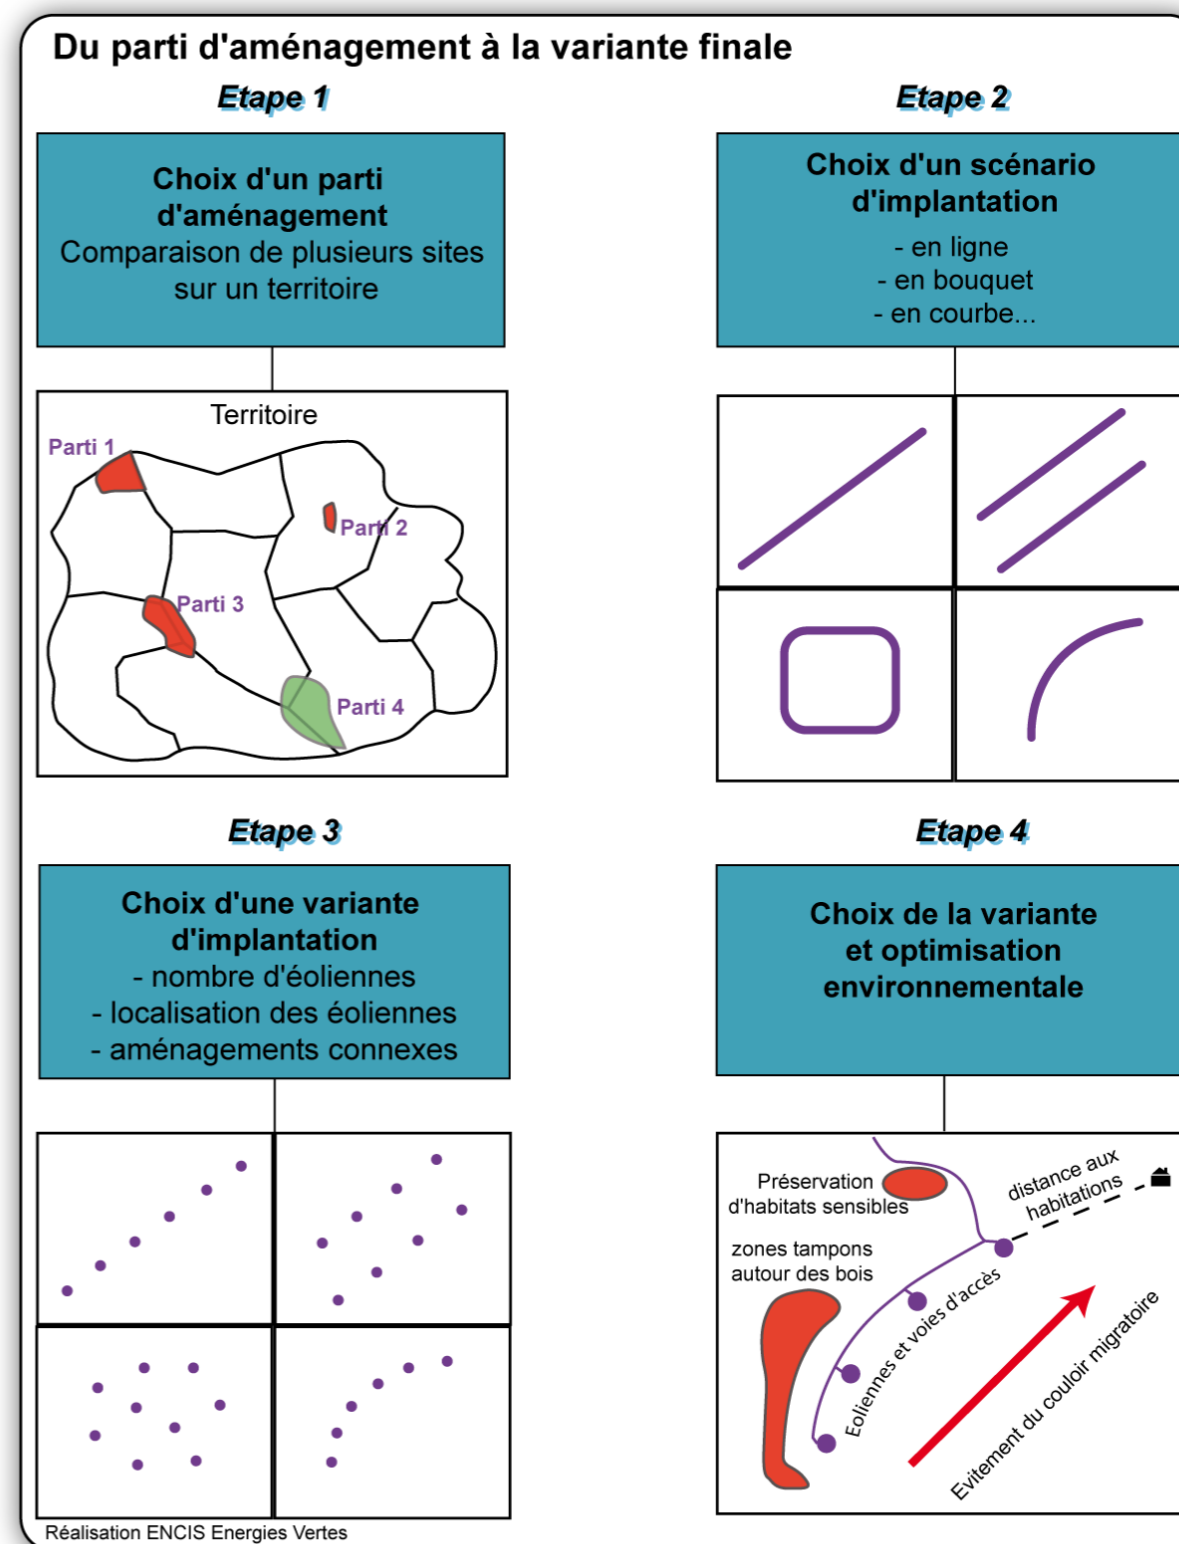 Du parti d'aménagement à la variante finale
Etape 1
Choix d'un parti
d'aménagement
Comparaison de plusieurs sites
sur un territoire
Territoire
Parti 1
Parti 2
Parti 3
Parti 4
Etape 2
Choix d'un scénario
d'implantation
- en ligne
- en bouquet
- en courbe...
Etape 3
Choix d'une variante
d'implantation
- nombre d'éoliennes
- localisation des éoliennes
- aménagements connexes
Etape 4
Choix de la variante
et optimisation
environnementale
Préservation
d'habitats sensibles
distance aux
habitations
zones tampons
autour des bois
Eoliennes et voies d'accès
Evitement du couloir migratoire
Réalisation ENCIS Energies Vertes